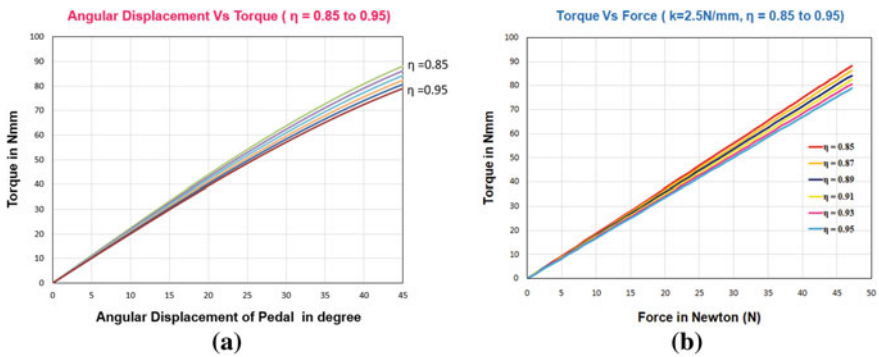 Angular Displacement Vs Torque ( η = 0.85 to 0.95)
100
90
80
70
60
50
40
30
20
10
0
Torque in Nmm
η =0.85
η =0.95
0 5 10 15 20 25 30 35 40 45
Angular Displacement of Pedal in degree
(a)
Torque Vs Force ( k=2.5N/mm, η = 0.85 to 0.95)
100
90
80
70
60
50
40
30
20
10
0
Torque in Nmm
η = 0.85
η = 0.87
η = 0.89
η = 0.91
η = 0.93
η = 0.95
0 5 10 15 20 25 30 35 40 45 50
Force in Newton (N)
(b)